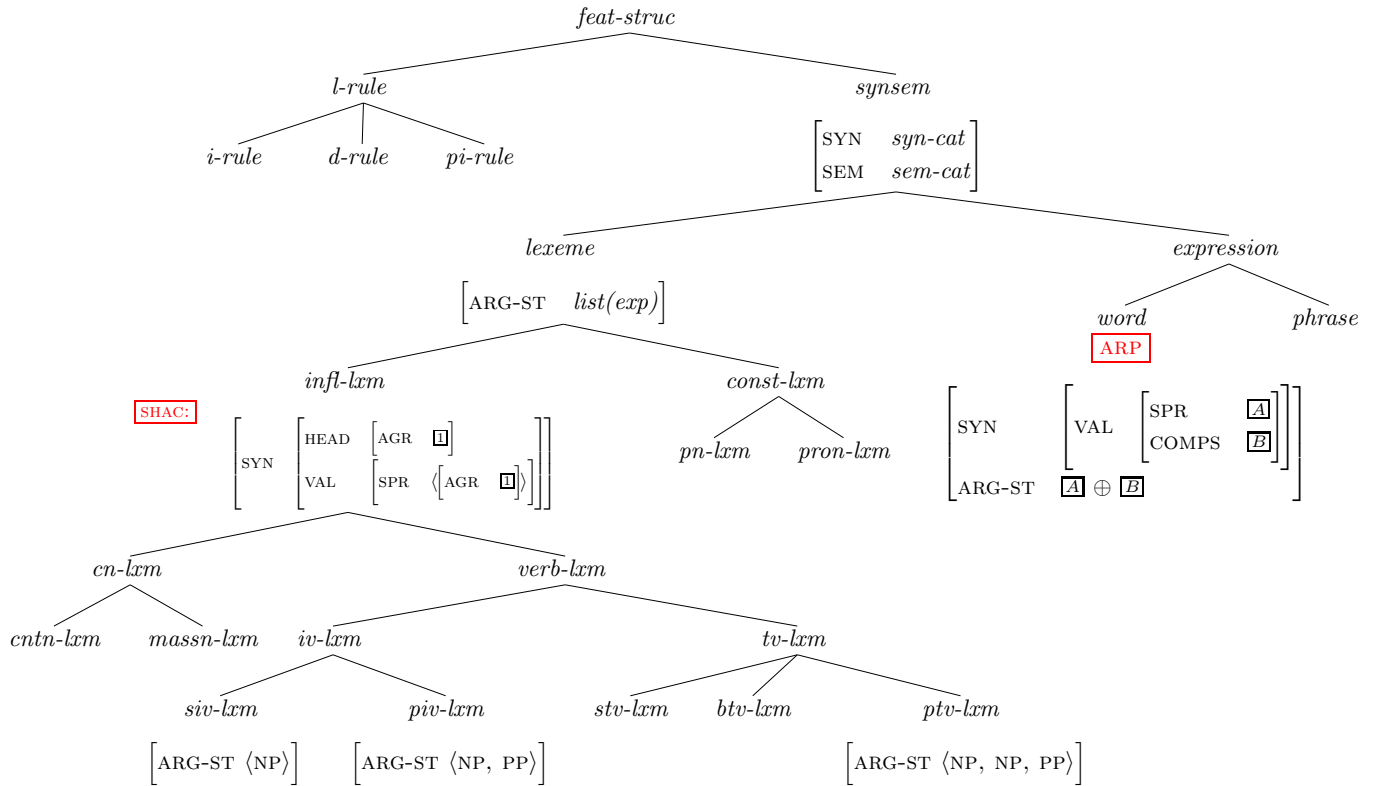 feat-struc
l-rule synsem
i-rule d-rule pi-rule
SYN syn-cat
SEM sem-cat
lexeme expression
ARG-ST list(exp)
word phrase
ARP
infl-lxm const-lxm
SHAC:
SYN HEAD [AGR 1]
VAL [SPR ⟨[AGR 1]⟩]
pn-lxm pron-lxm
SYN [VAL [SPR A
COMPS B]]
ARG-ST A ⊕ B
cn-lxm verb-lxm
cntn-lxm massn-lxm iv-lxm tv-lxm
siv-lxm piv-lxm stv-lxm btv-lxm ptv-lxm
[ARG-ST ⟨NP⟩] [ARG-ST ⟨NP, PP⟩] [ARG-ST ⟨NP, NP, PP⟩]